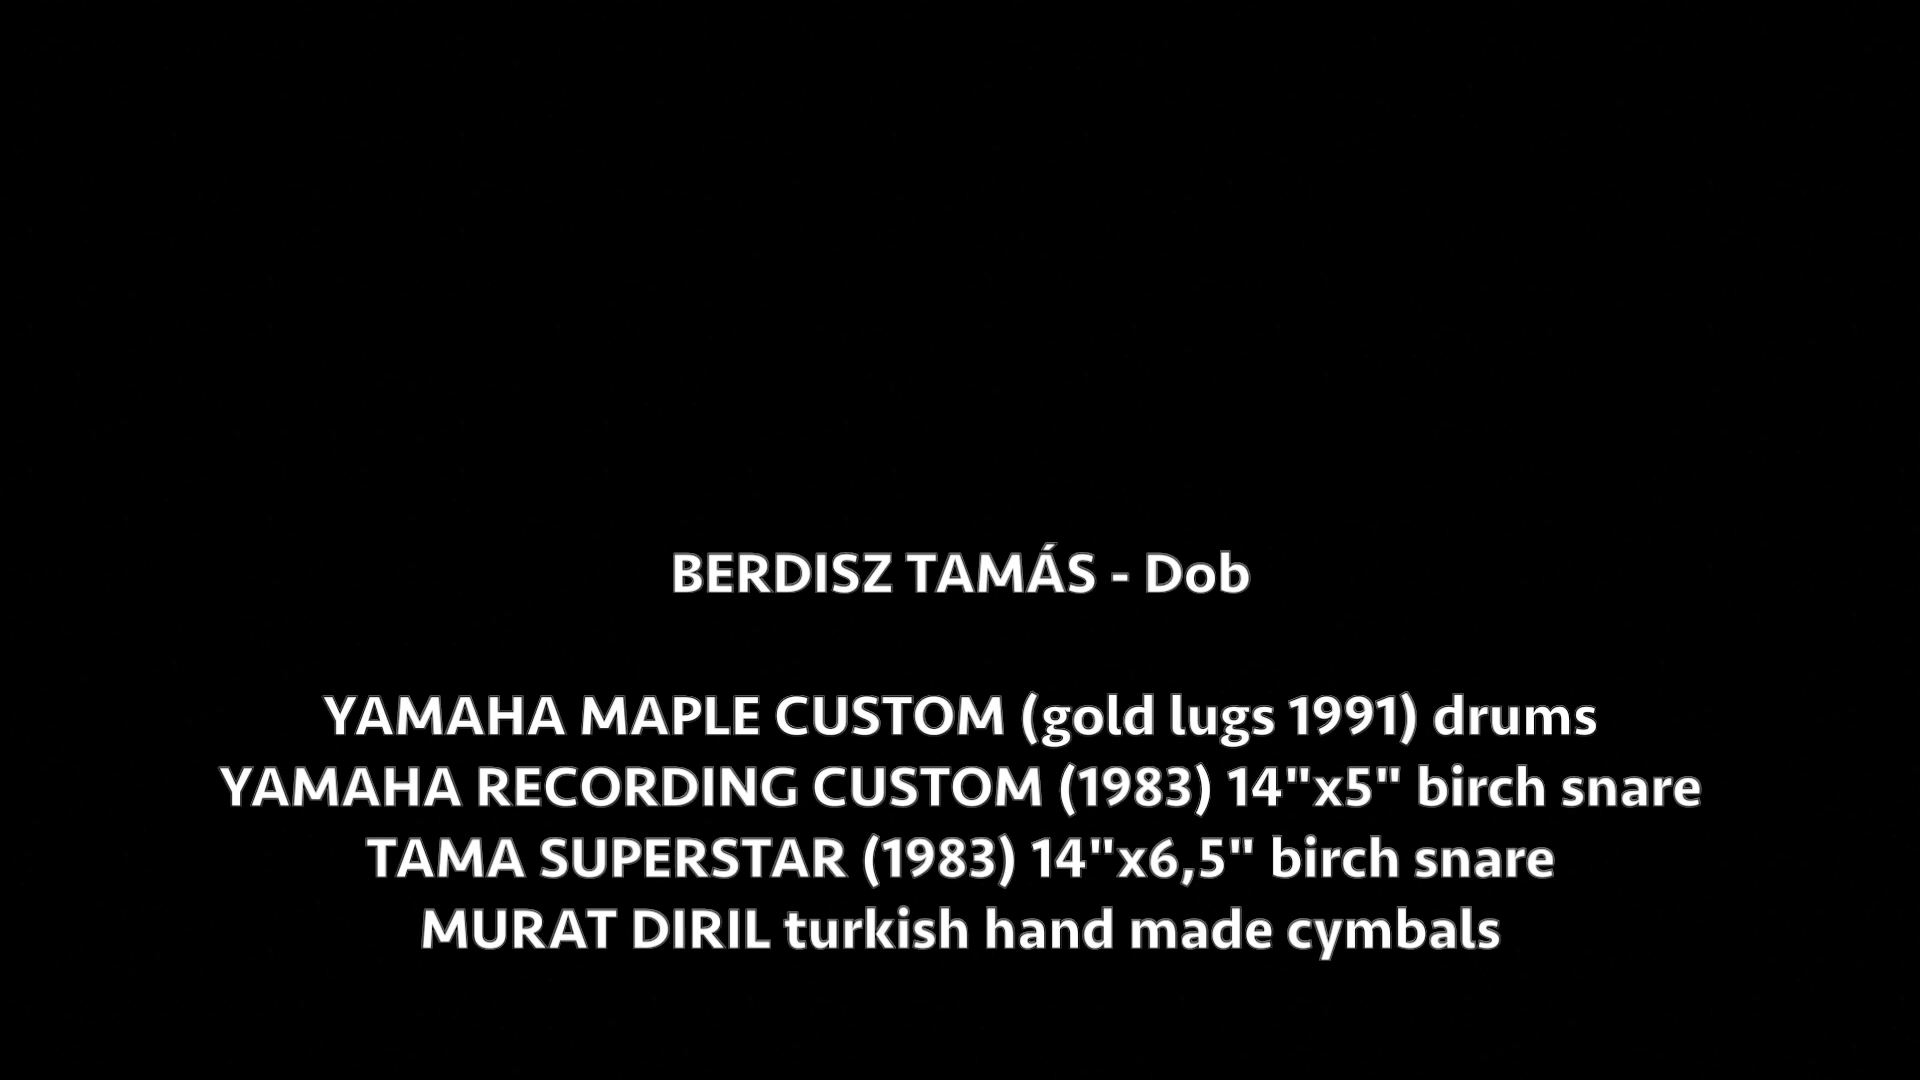 BERDISZ TAMÁS - Dob
YAMAHA MAPLE CUSTOM (gold lugs 1991) drums
YAMAHA RECORDING CUSTOM (1983) 14"x5" birch snare
TAMA SUPERSTAR (1983) 14"x6,5" birch snare
MURAT DIRIL turkish hand made cymbals